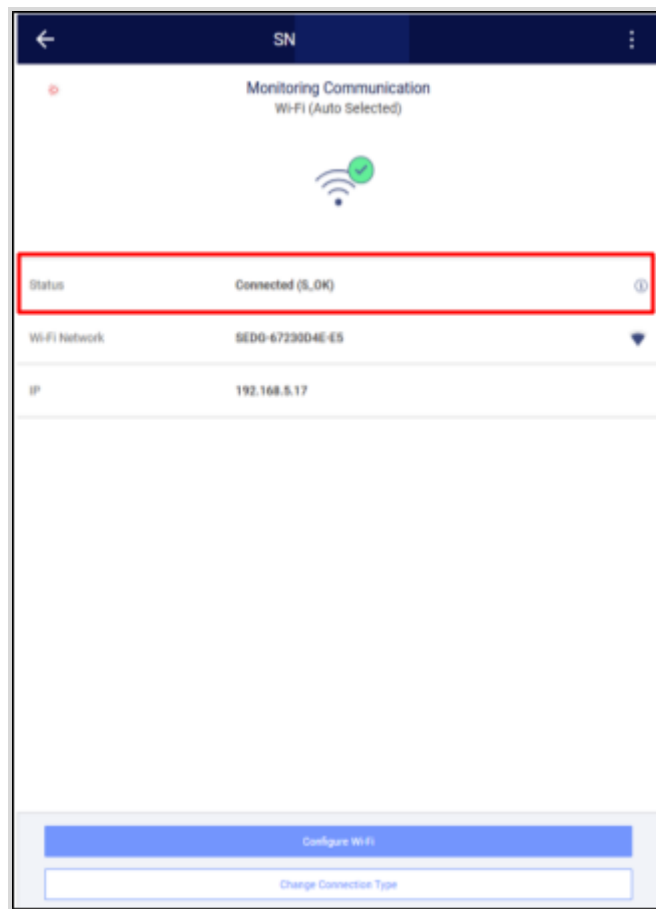 SN
Monitoring Communication
Wi-Fi (Auto Selected)
Status Connected (S_OK)
Wi-Fi Network SEDG-67230D4E-E5
IP 192.168.5.17
Configure Wi-Fi
Change Connection Type